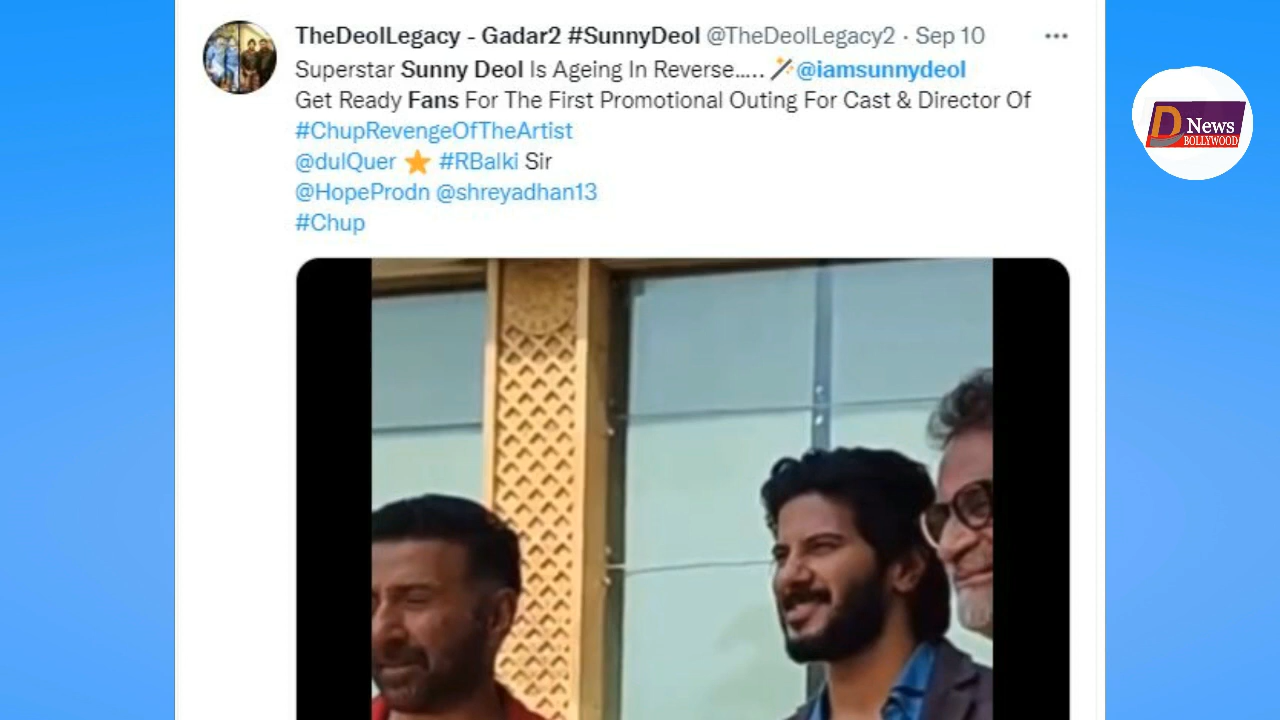 TheDeolLegacy - Gadar2 #SunnyDeol @TheDeolLegacy2 · Sep 10
Superstar Sunny Deol Is Ageing In Reverse..... @iamsunnydeol
Get Ready Fans For The First Promotional Outing For Cast & Director Of
#ChupRevengeOfTheArtist
@dulQuer ⭐ #RBalki Sir
@HopeProdn @shreyadhan13
#Chup
D News
BOLLYWOOD